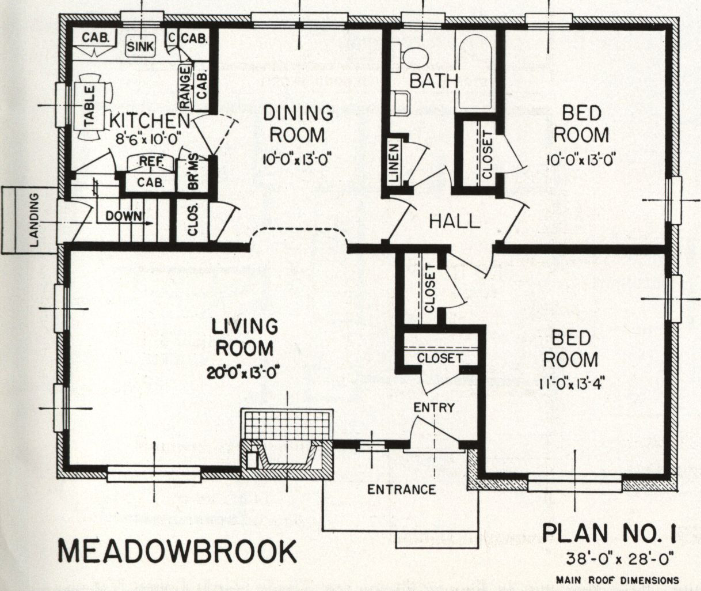 CAB.
SINK
C
CAB.
CAB.
RANGE
TABLE
KITCHEN
8'-6" x 10'-0"
REF.
CAB.
BR'MS
DINING
ROOM
10'-0" x 13'-0"
BATH
LINEN
CLOSET
BED
ROOM
10'-0" x 13'-0"
LANDING
DOWN
CLOS.
HALL
LIVING
ROOM
20'-0" x 13'-0"
CLOSET
CLOSET
ENTRY
BED
ROOM
11'-0" x 13'-4"
ENTRANCE
MEADOWBROOK
PLAN NO. 1
38'-0" x 28'-0"
MAIN ROOF DIMENSIONS